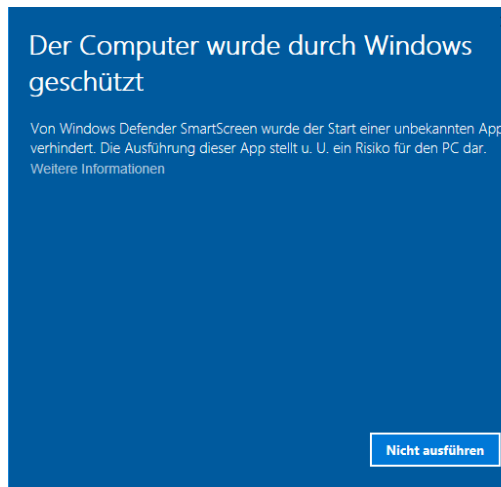 Der Computer wurde durch Windows
geschützt
Von Windows Defender SmartScreen wurde der Start einer unbekannten App
verhindert. Die Ausführung dieser App stellt u. U. ein Risiko für den PC dar.
Weitere Informationen
Nicht ausführen